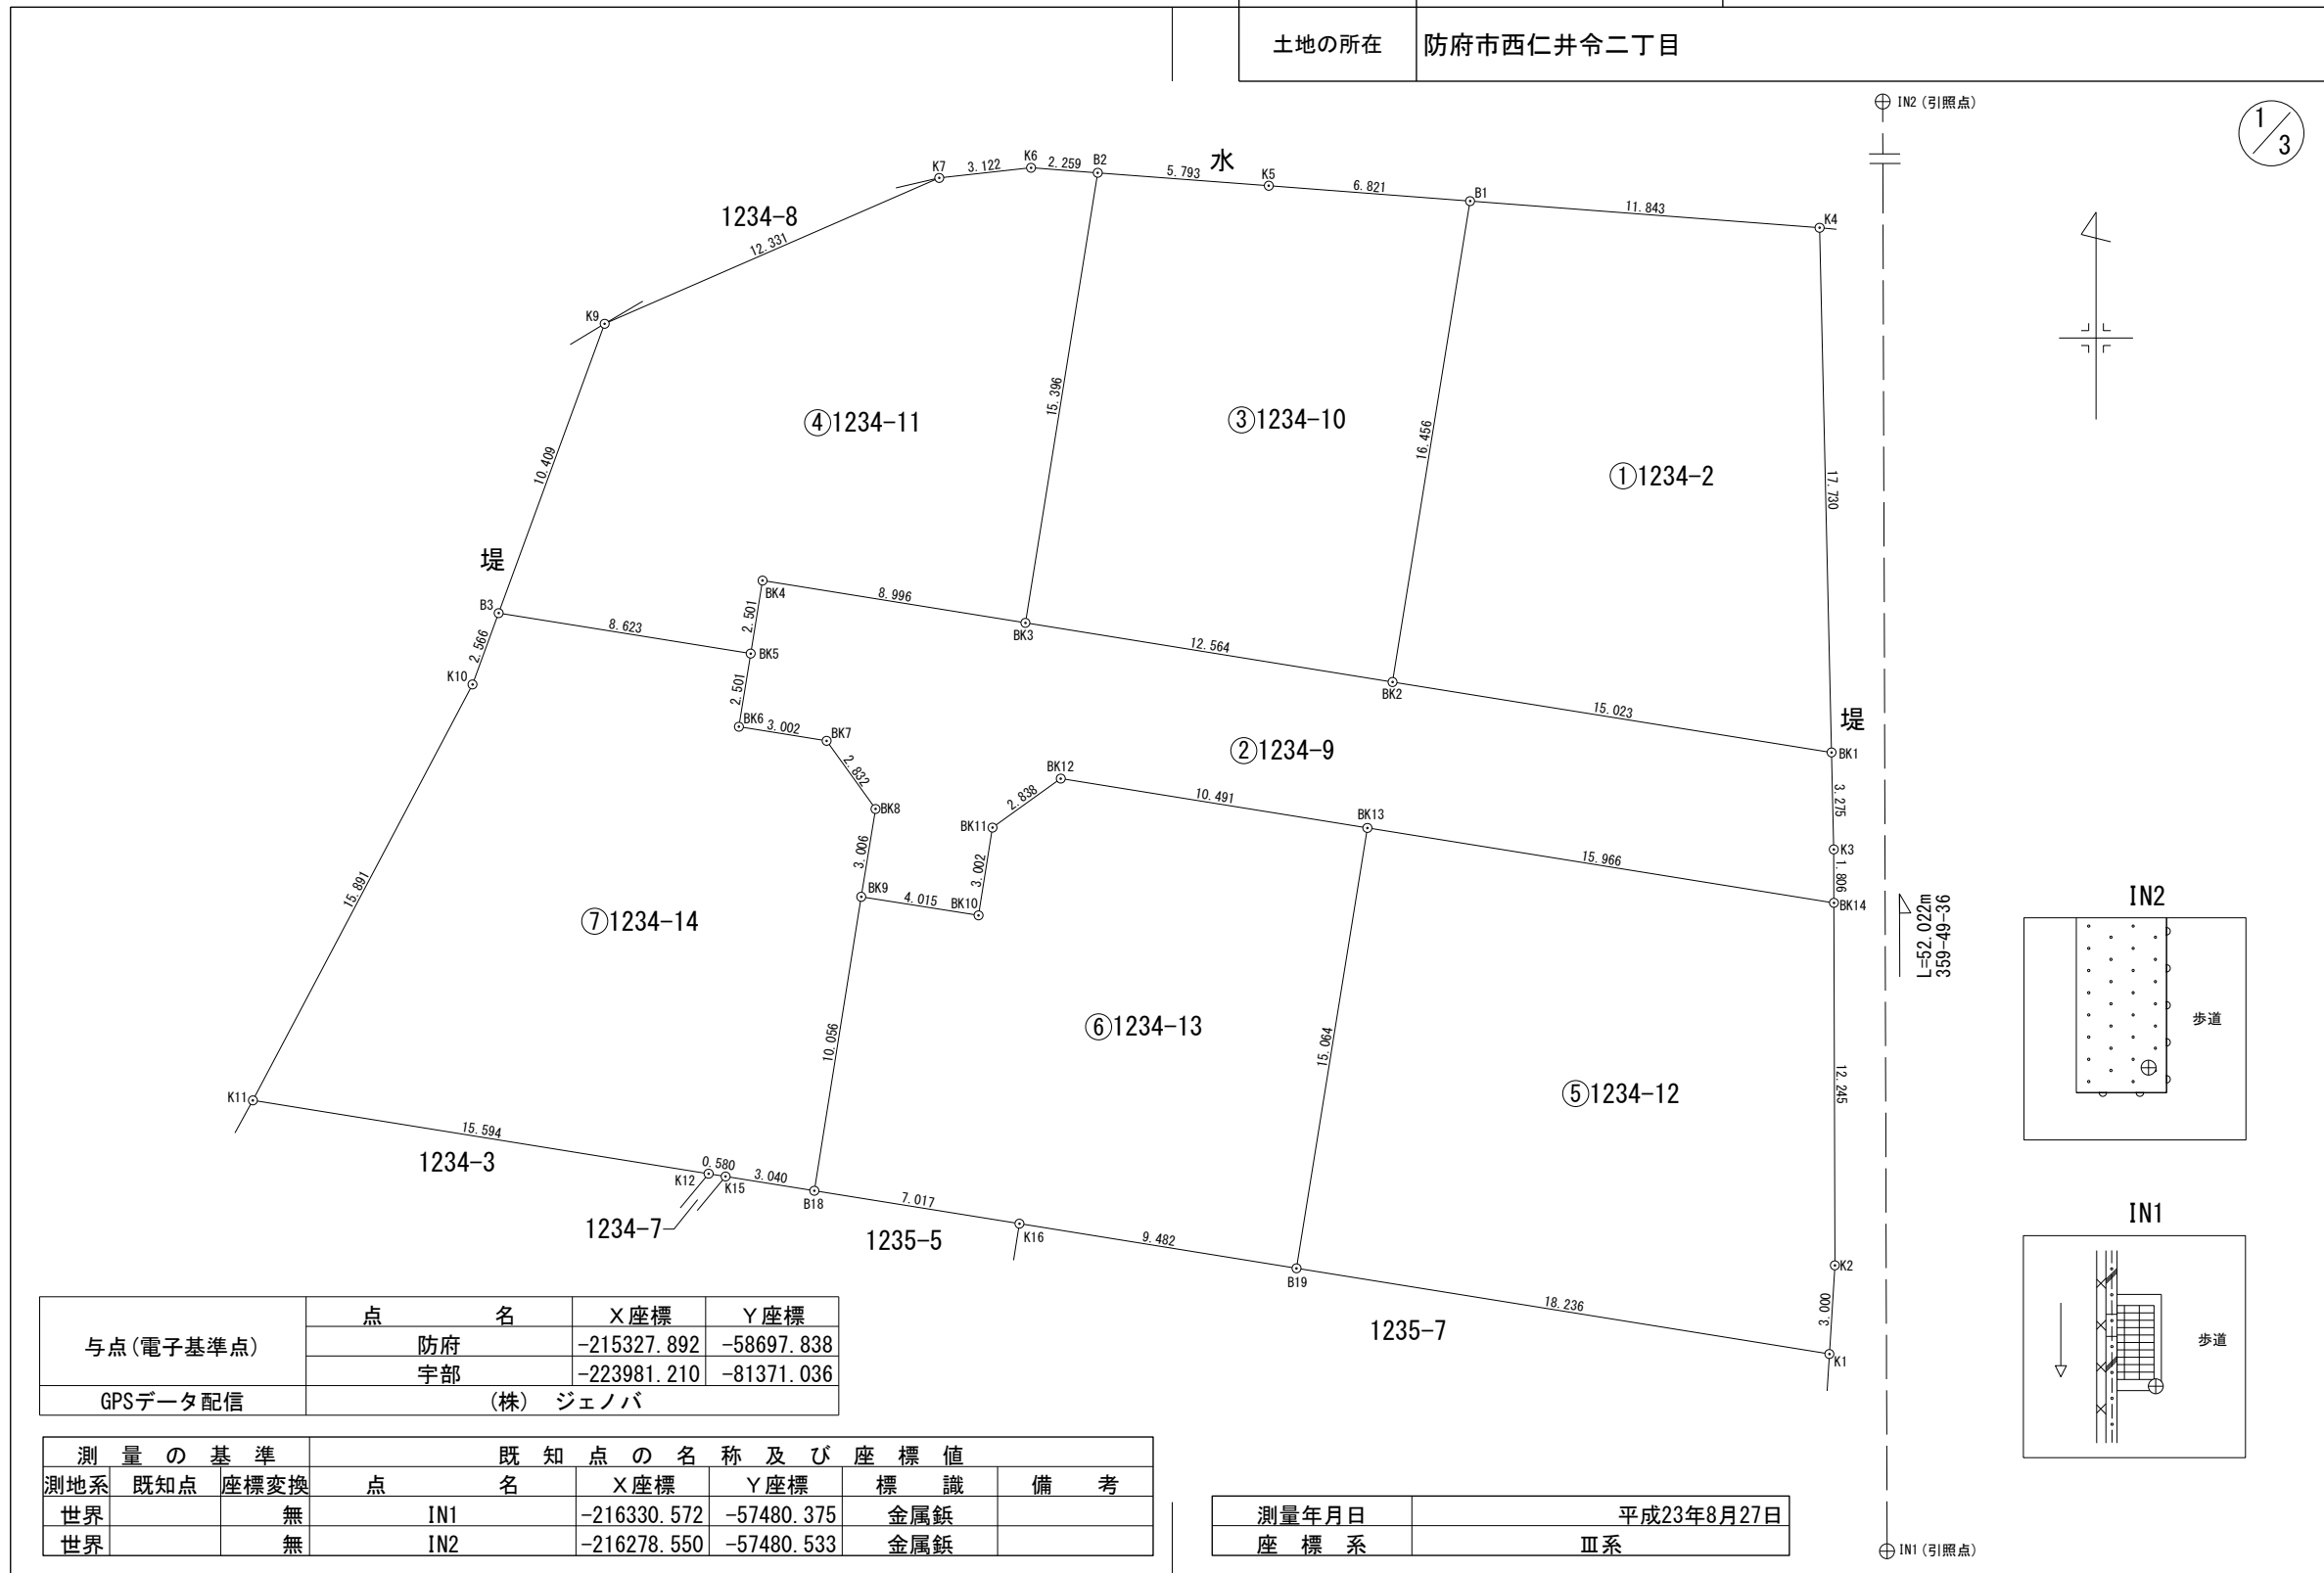 土地の所在 防府市西仁井令二丁目
IN2 (引照点)
1/3
K7 3.122 K6 2.259 B2 5.793 水 K5 6.821 B1 11.843 K4
1234-8
12.331
K9
15.396
④1234-11
③1234-10
16.456
①1234-2
17.730
10.409
堤
B3
8.623
2.501
BK4
8.996
BK3
12.564
BK2
15.023
2.566
K10
BK5
2.501
BK6
3.002
BK7
2.832
BK8
②1234-9
堤
BK1
3.275
BK12
10.491
2.838
BK11
BK13
15.966
K3
1.806
BK14
3.006
3.002
BK9
4.015
BK10
15.891
⑦1234-14
L=52.022m
359-49-36
IN2
歩道
10.056
⑥1234-13
15.064
⑤1234-12
12.245
K11
15.594
1234-3
0.580
K12
K15
3.040
B18
7.017
1234-7
1235-5
K16
9.482
B19
18.236
1235-7
K2
3.000
K1
IN1
歩道
点 名 X座標 Y座標
与点(電子基準点)
防府 -215327.892 -58697.838
宇部 -223981.210 -81371.036
GPSデータ配信 (株) ジェノバ
測量の基準 既知点の名称及び座標値
測地系 既知点 座標変換 点 名 X座標 Y座標 標識 備考
世界 無 IN1 -216330.572 -57480.375 金属鋲
世界 無 IN2 -216278.550 -57480.533 金属鋲
測量年月日 平成23年8月27日
座標系 Ⅲ系
IN1 (引照点)